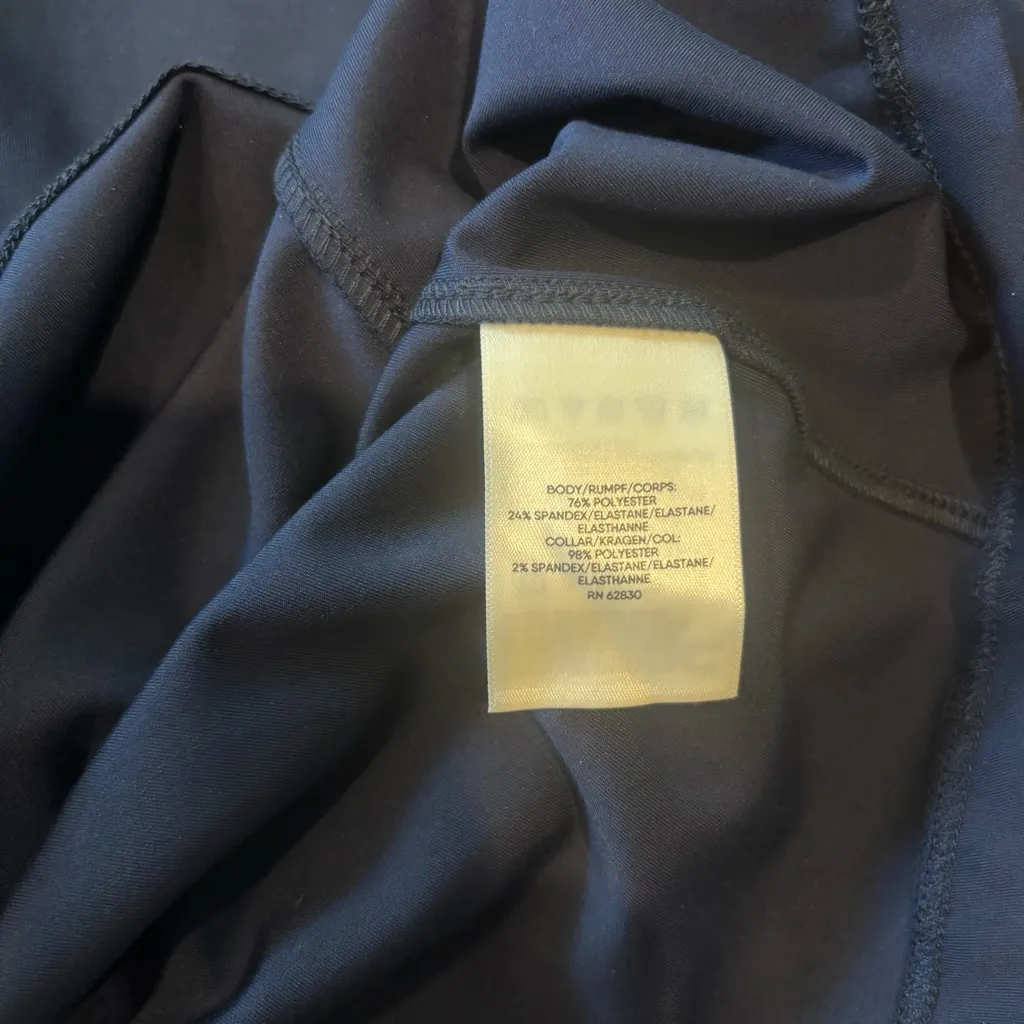 BODY/RUMPF/CORPS:
76% POLYESTER
24% SPANDEX/ELASTANE/ELASTANE/
ELASTHANNE
COLLAR/KRAGEN/COL:
98% POLYESTER
2% SPANDEX/ELASTANE/ELASTANE/
ELASTHANNE
RN 62830